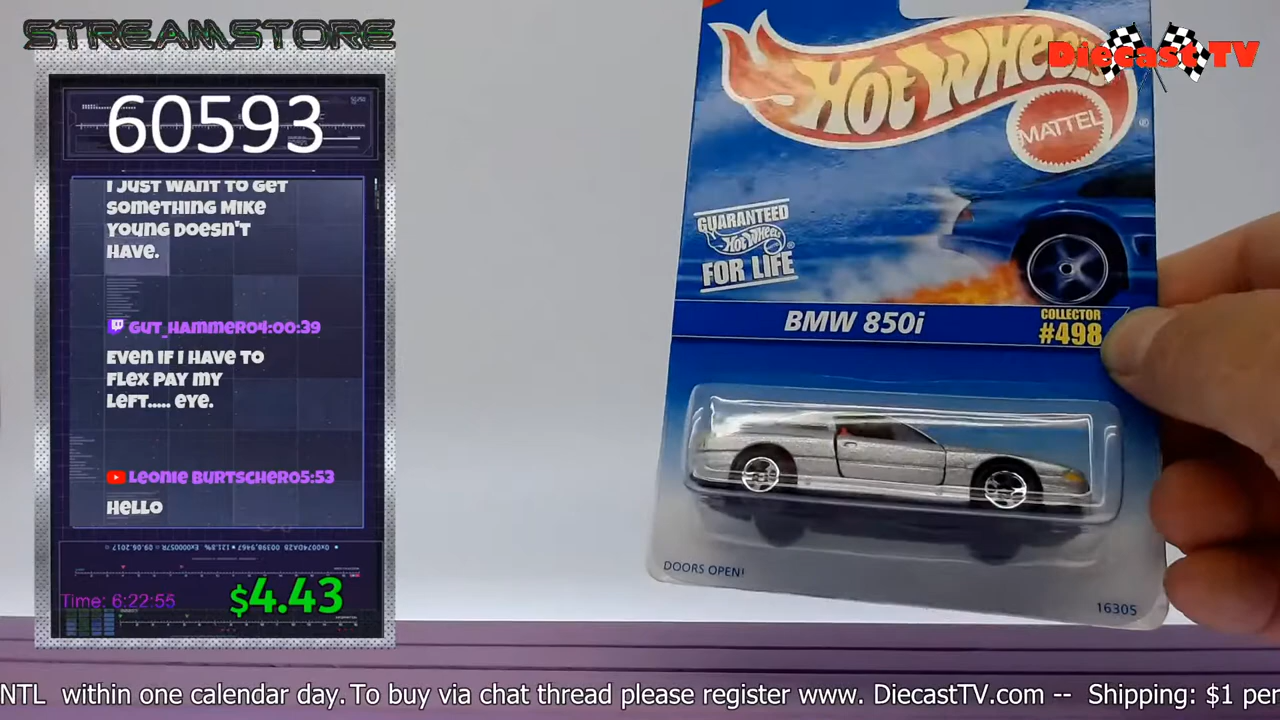 STREAMSTORE
60593
I just want to get
something Mike
Young doesn't
have.
gut_hammer04:00:39
Even if I have to
flex pay my
left..... eye.
Leonie Burtscher05:53
Hello
Time: 6:22:55
$4.43
Diecast TV
HOT WHEELS
MATTEL
®
GUARANTEED
Hot Wheels
®
FOR LIFE
BMW 850i
COLLECTOR
#498
DOORS OPEN!
16305
NTL within one calendar day. To buy via chat thread please register www. DiecastTV.com -- Shipping: $1 per